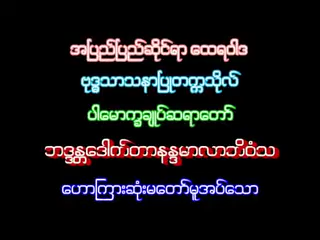 အပြည်ပြည်ဆိုင်ရာ ထေရဝါဒ
ဗုဒ္ဓသာသနာပြုတက္ကသိုလ်
ပါမောက္ခချုပ်ဆရာတော်
ဘဒ္ဒန္တဒေါက်တာနန္ဒမာလာဘိဝံသ
ဟောကြားဆုံးမတော်မူအပ်သော